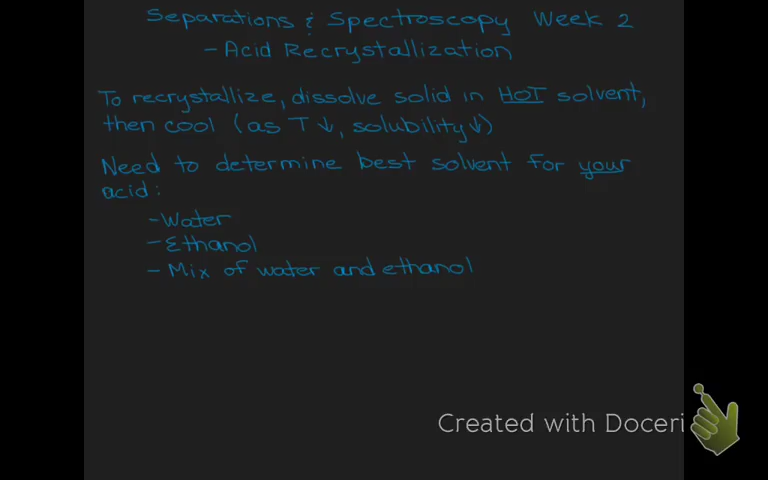 Separations & Spectroscopy Week 2
- Acid Recrystallization
To recrystallize, dissolve solid in HOT solvent,
then cool (as T ↓, solubility ↓)
Need to determine best solvent for your
acid:
- Water
- Ethanol
- Mix of water and ethanol
Created with Doceri